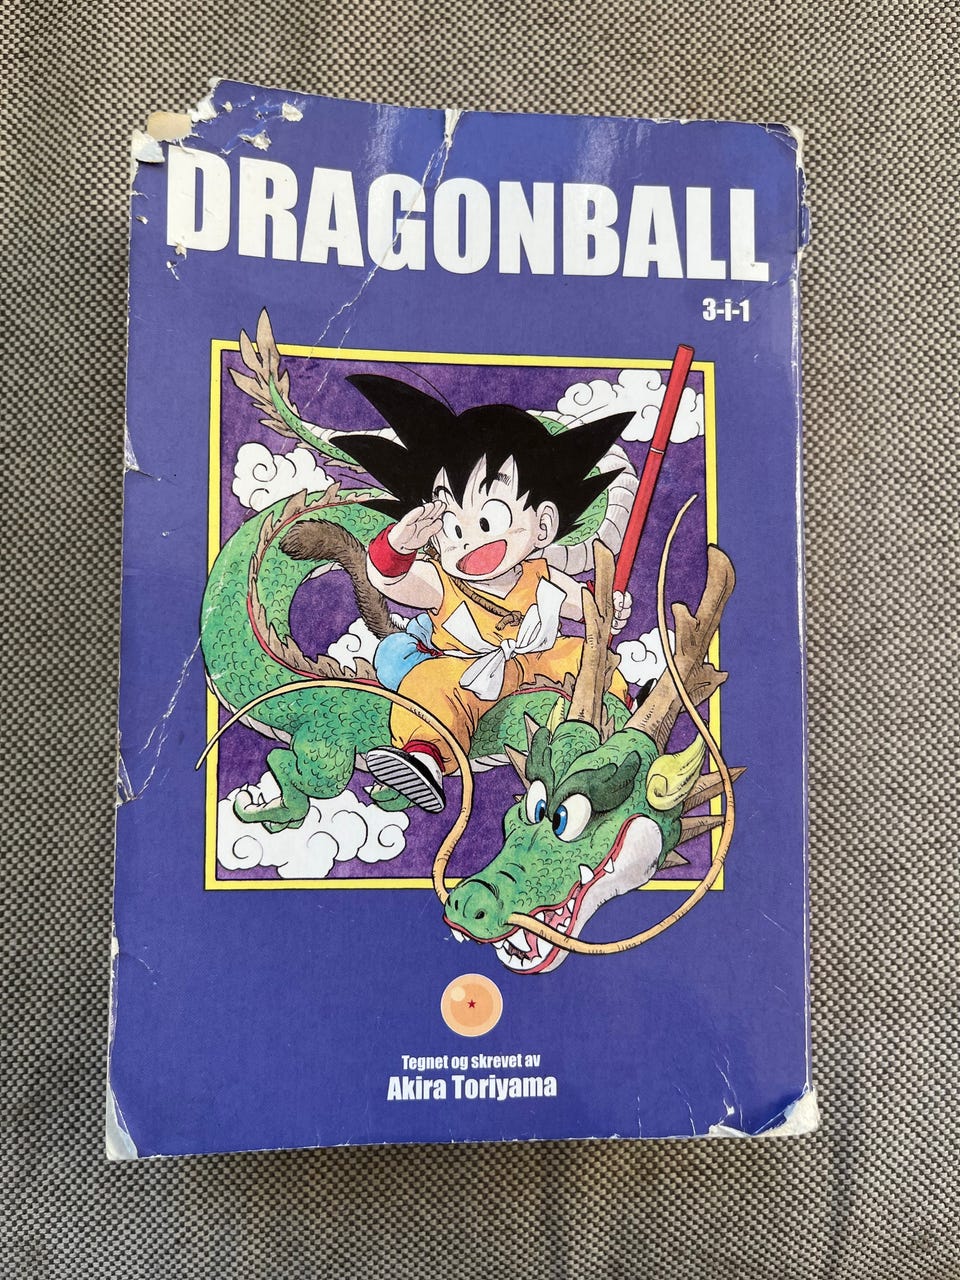 DRAGONBALL
3-i-1
Tegnet og skrevet av
Akira Toriyama